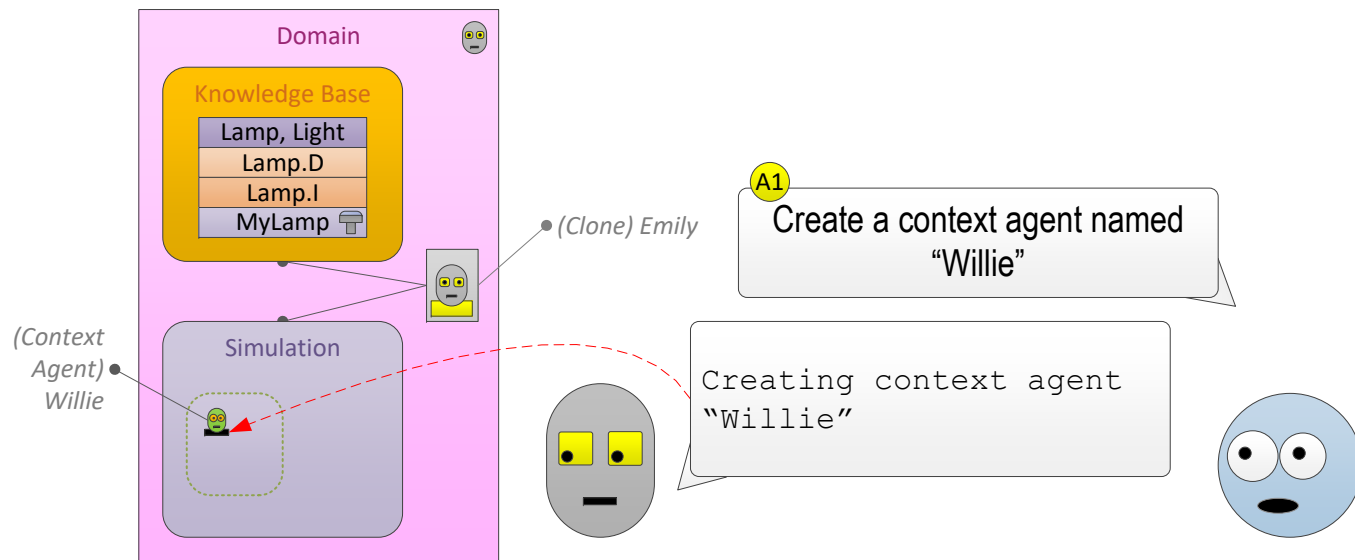 Domain
Knowledge Base
Lamp, Light
Lamp.D
Lamp.I
MyLamp
(Clone) Emily
A1
Create a context agent named
“Willie”
Simulation
(Context
Agent)
Willie
Creating context agent
“Willie”